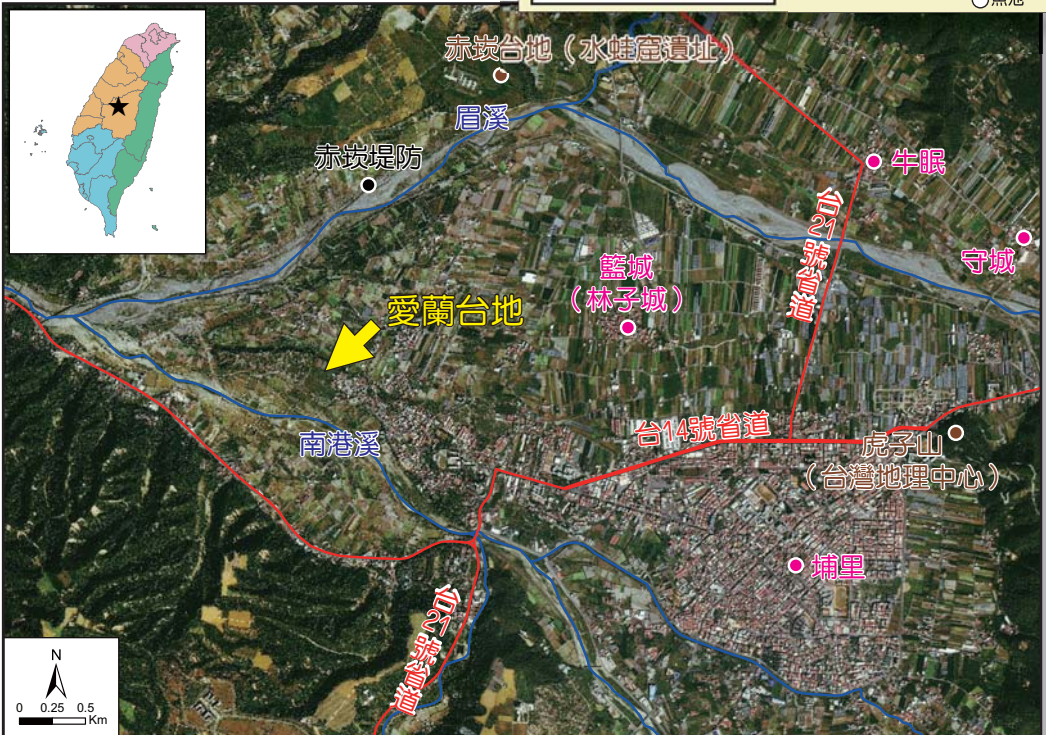 赤崁台地（水蛙窟遺址）
眉溪
赤崁堤防
牛眠
台21號省道
守城
籃城
（林子城）
愛蘭台地
南港溪
台14號省道
虎子山
（台灣地理中心）
埔里
台21號省道
N
0 0.25 0.5
Km